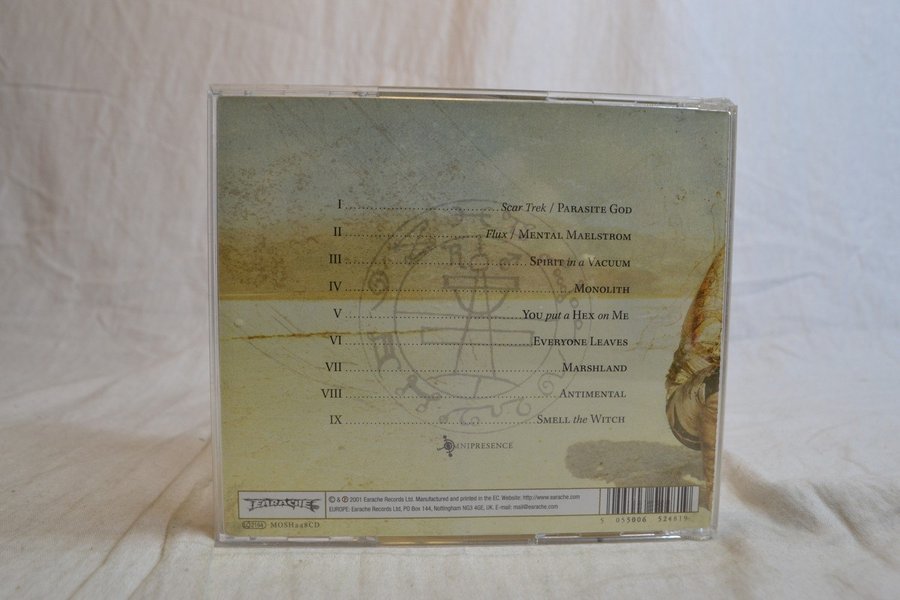 I ........ Scar Trek / PARASITE GOD
II ........ Flux / MENTAL MAELSTROM
III ........ SPIRIT in a VACUUM
IV ........ MONOLITH
V ........ YOU put a HEX on ME
VI ........ EVERYONE LEAVES
VII ........ MARSHLAND
VIII ........ ANTIMENTAL
IX ........ SMELL the WITCH
OMNIPRESENCE
EARACHE
© & ℗ 2001 Earache Records Ltd. Manufactured and printed in the EC. Website: http://www.earache.com
EUROPE: Earache Records Ltd, PO Box 144, Nottingham NG3 4GE, UK. E-mail: mail@earache.com
MOSH248CD
5 055006 524819